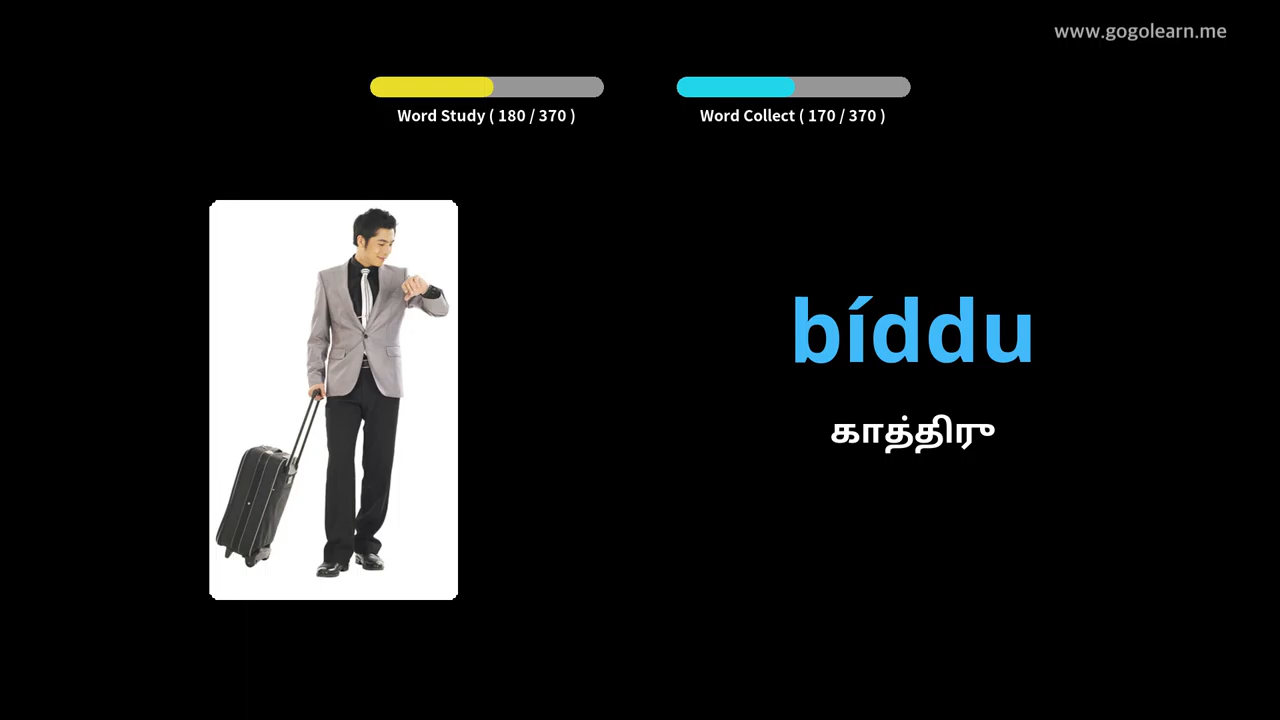 www.gogolearn.me
Word Study ( 180 / 370 )
Word Collect ( 170 / 370 )
bíddu
காத்திரு